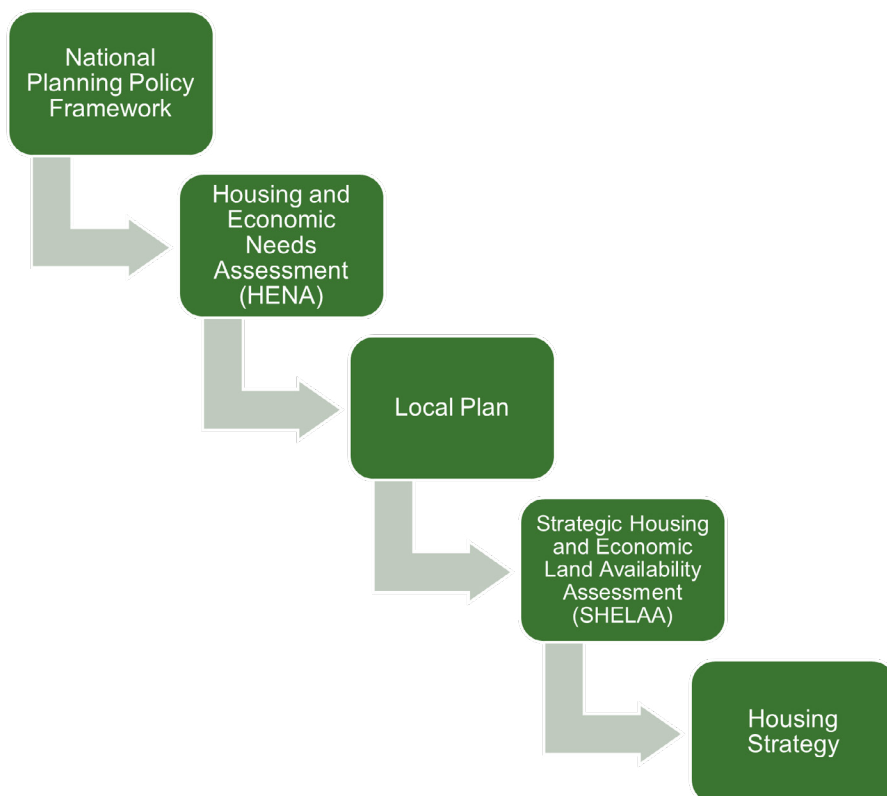 National
Planning Policy
Framework
Housing and
Economic
Needs
Assessment
(HENA)
Local Plan
Strategic Housing
and Economic
Land Availability
Assessment
(SHELAA)
Housing
Strategy